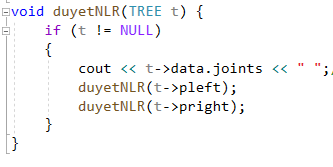 void duyetNLR(TREE t) {
    if (t != NULL)
    {
        cout << t->data.joints << " ";
        duyetNLR(t->pleft);
        duyetNLR(t->pright);
    }
}